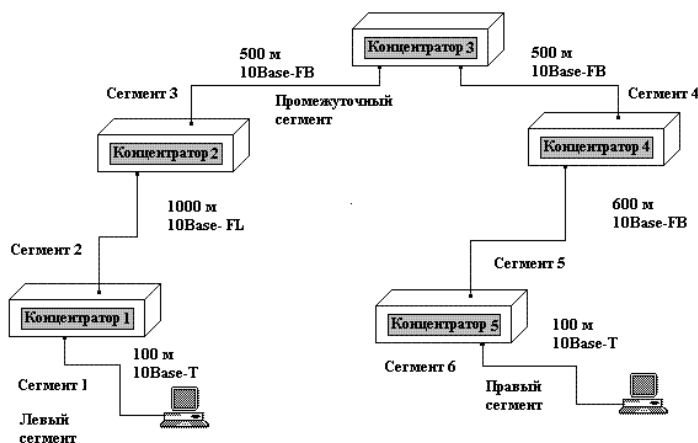 Концентратор 3
500 м
10Base-FB
500 м
10Base-FB
Сегмент 3
Промежуточный
сегмент
Сегмент 4
Концентратор 2
Концентратор 4
1000 м
10Base- FL
600 м
10Base-FB
Сегмент 2
Сегмент 5
Концентратор 1
Концентратор 5
100 м
10Base-T
100 м
10Base-T
Сегмент 1
Сегмент 6
Левый
сегмент
Правый
сегмент